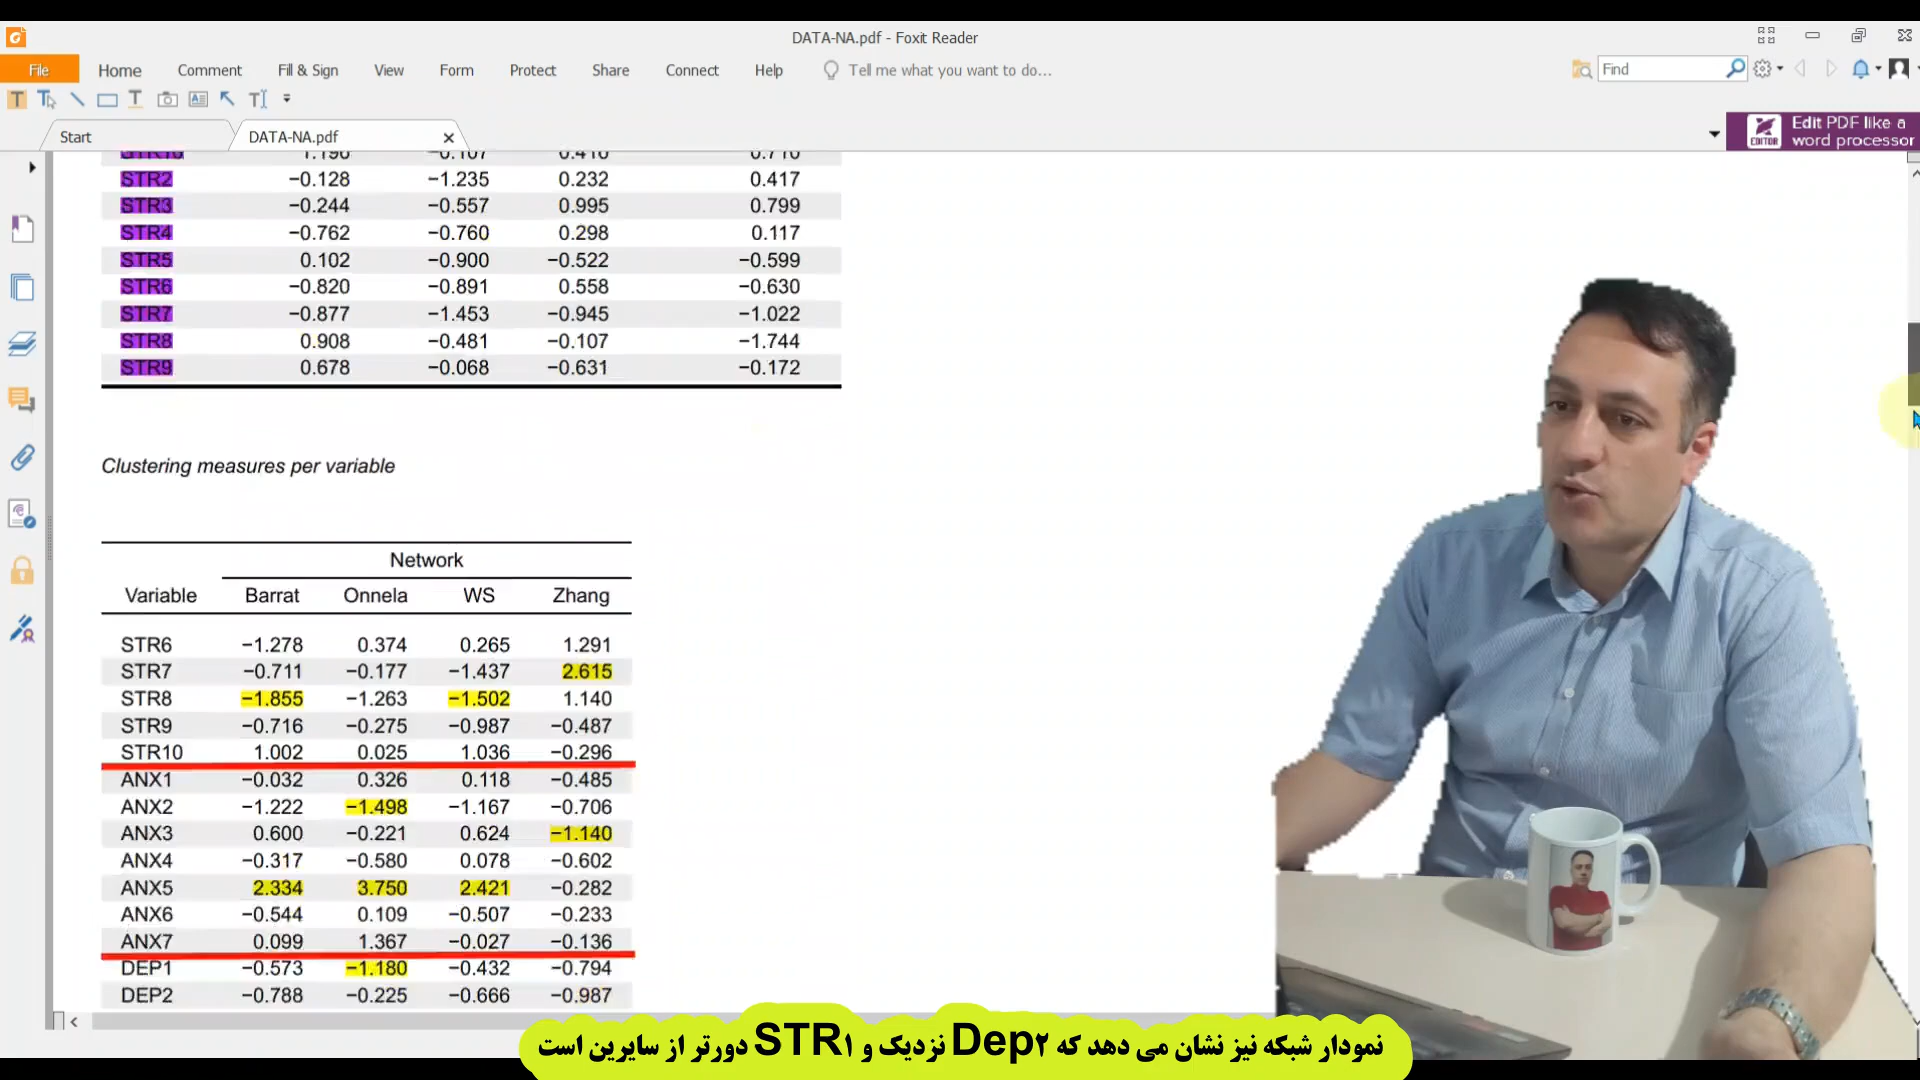 DATA-NA.pdf - Foxit Reader
File Home Comment Fill & Sign View Form Protect Share Connect Help Tell me what you want to do... Find
Start DATA-NA.pdf
Edit PDF like a
word processor
EDITOR
STR10 1.190 −0.107 0.410 0.710
STR2 −0.128 −1.235 0.232 0.417
STR3 −0.244 −0.557 0.995 0.799
STR4 −0.762 −0.760 0.298 0.117
STR5 0.102 −0.900 −0.522 −0.599
STR6 −0.820 −0.891 0.558 −0.630
STR7 −0.877 −1.453 −0.945 −1.022
STR8 0.908 −0.481 −0.107 −1.744
STR9 0.678 −0.068 −0.631 −0.172
Clustering measures per variable
Network
Variable Barrat Onnela WS Zhang
STR6 −1.278 0.374 0.265 1.291
STR7 −0.711 −0.177 −1.437 2.615
STR8 −1.855 −1.263 −1.502 1.140
STR9 −0.716 −0.275 −0.987 −0.487
STR10 1.002 0.025 1.036 −0.296
ANX1 −0.032 0.326 0.118 −0.485
ANX2 −1.222 −1.498 −1.167 −0.706
ANX3 0.600 −0.221 0.624 −1.140
ANX4 −0.317 −0.580 0.078 −0.602
ANX5 2.334 3.750 2.421 −0.282
ANX6 −0.544 0.109 −0.507 −0.233
ANX7 0.099 1.367 −0.027 −0.136
DEP1 −0.573 −1.180 −0.432 −0.794
DEP2 −0.788 −0.225 −0.666 −0.987
نمودار شبکه نیز نشان می دهد که Dep۲ نزدیک و STR۱ دورتر از سایرین است